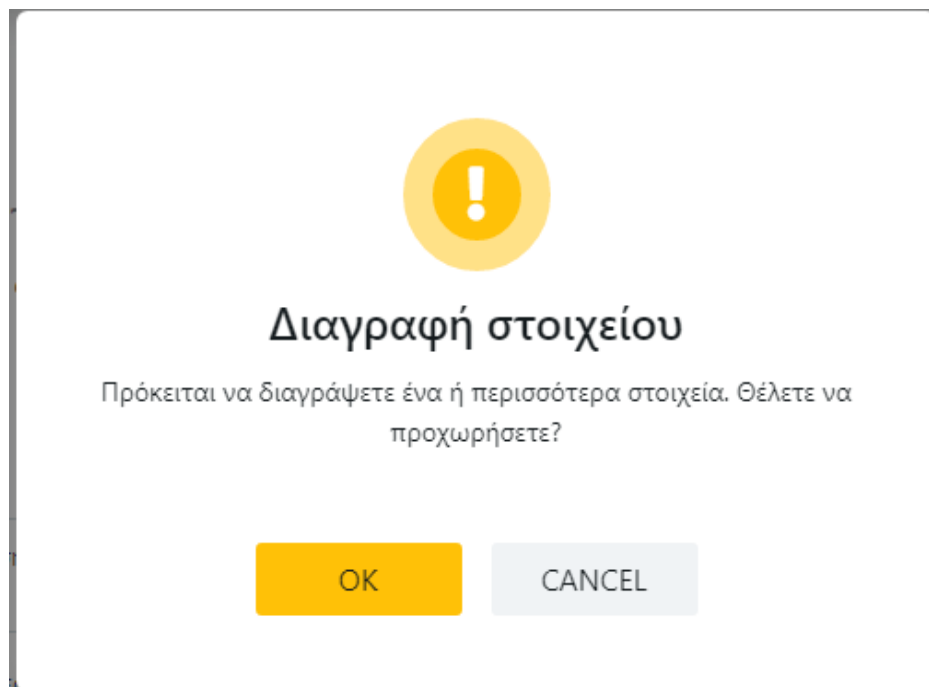 Διαγραφή στοιχείου
Πρόκειται να διαγράψετε ένα ή περισσότερα στοιχεία. Θέλετε να
προχωρήσετε?
OK
CANCEL